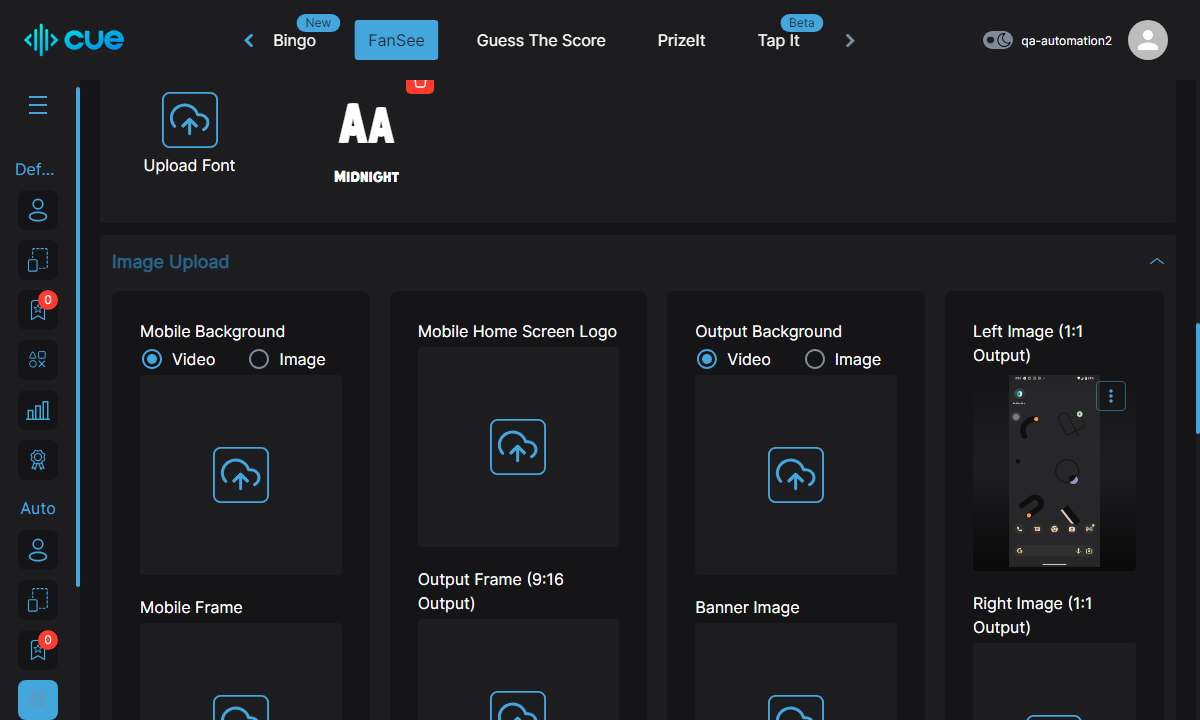 cue
New
Bingo
FanSee
Guess The Score
PrizeIt
Beta
Tap It
qa-automation2
Def...
0
Auto
0
Upload Font
AA
MIDNIGHT
Image Upload
Mobile Background
Video
Image
Mobile Frame
Mobile Home Screen Logo
Output Frame (9:16
Output)
Output Background
Video
Image
Banner Image
Left Image (1:1
Output)
Right Image (1:1
Output)